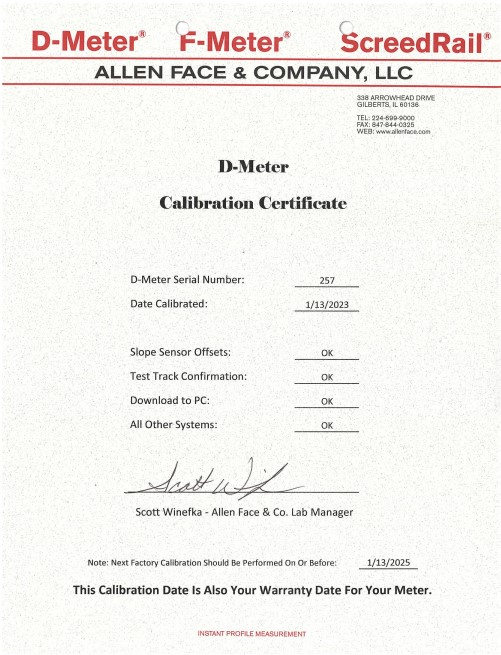 D-Meter® F-Meter® ScreedRail®
ALLEN FACE & COMPANY, LLC
338 ARROWHEAD DRIVE
GILBERTS, IL 60136
TEL: 224-699-9000
FAX: 847-844-0325
WEB: www.allenface.com
D-Meter
Calibration Certificate
D-Meter Serial Number: 257
Date Calibrated: 1/13/2023
Slope Sensor Offsets: OK
Test Track Confirmation: OK
Download to PC: OK
All Other Systems: OK
Scott Winefka - Allen Face & Co. Lab Manager
Note: Next Factory Calibration Should Be Performed On Or Before: 1/13/2025
This Calibration Date Is Also Your Warranty Date For Your Meter.
INSTANT PROFILE MEASUREMENT